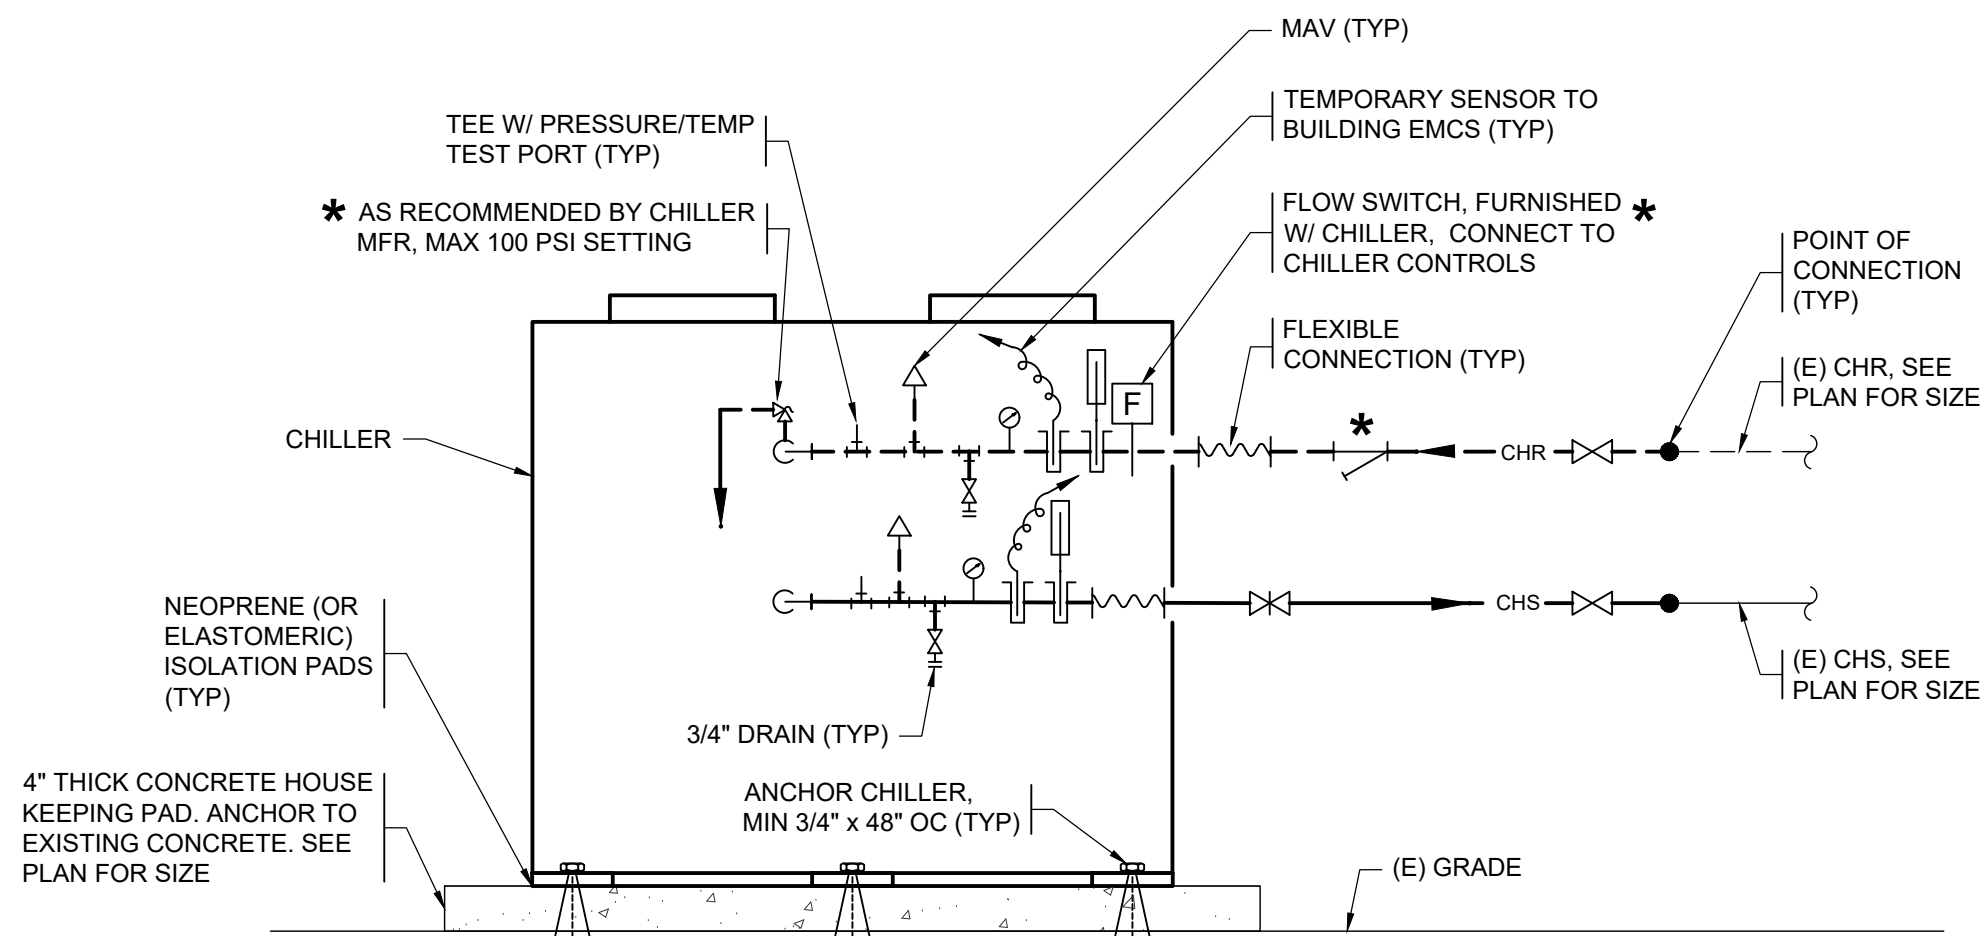 MAV (TYP)
TEMPORARY SENSOR TO
BUILDING EMCS (TYP)
TEE W/ PRESSURE/TEMP
TEST PORT (TYP)
* AS RECOMMENDED BY CHILLER
MFR, MAX 100 PSI SETTING
FLOW SWITCH, FURNISHED *
W/ CHILLER, CONNECT TO
CHILLER CONTROLS
POINT OF
CONNECTION
(TYP)
FLEXIBLE
CONNECTION (TYP)
(E) CHR, SEE
PLAN FOR SIZE
F
*
CHILLER
CHR
CHS
NEOPRENE (OR
ELASTOMERIC)
ISOLATION PADS
(TYP)
(E) CHS, SEE
PLAN FOR SIZE
3/4" DRAIN (TYP)
4" THICK CONCRETE HOUSE
KEEPING PAD. ANCHOR TO
EXISTING CONCRETE. SEE
PLAN FOR SIZE
ANCHOR CHILLER,
MIN 3/4" x 48" OC (TYP)
(E) GRADE